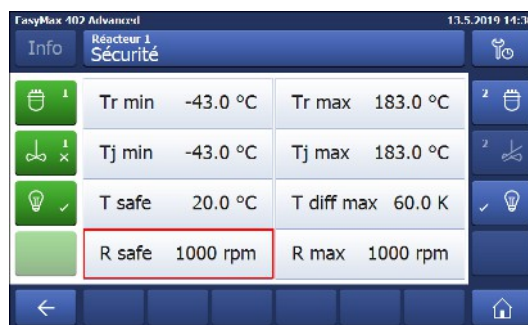 EasyMax 402 Advanced 13.5.2019 14:38
Info
Réacteur 1
Sécurité
1 Tr min -43.0 °C Tr max 183.0 °C 2
1 Tj min -43.0 °C Tj max 183.0 °C 2
T safe 20.0 °C T diff max 60.0 K
R safe 1000 rpm R max 1000 rpm